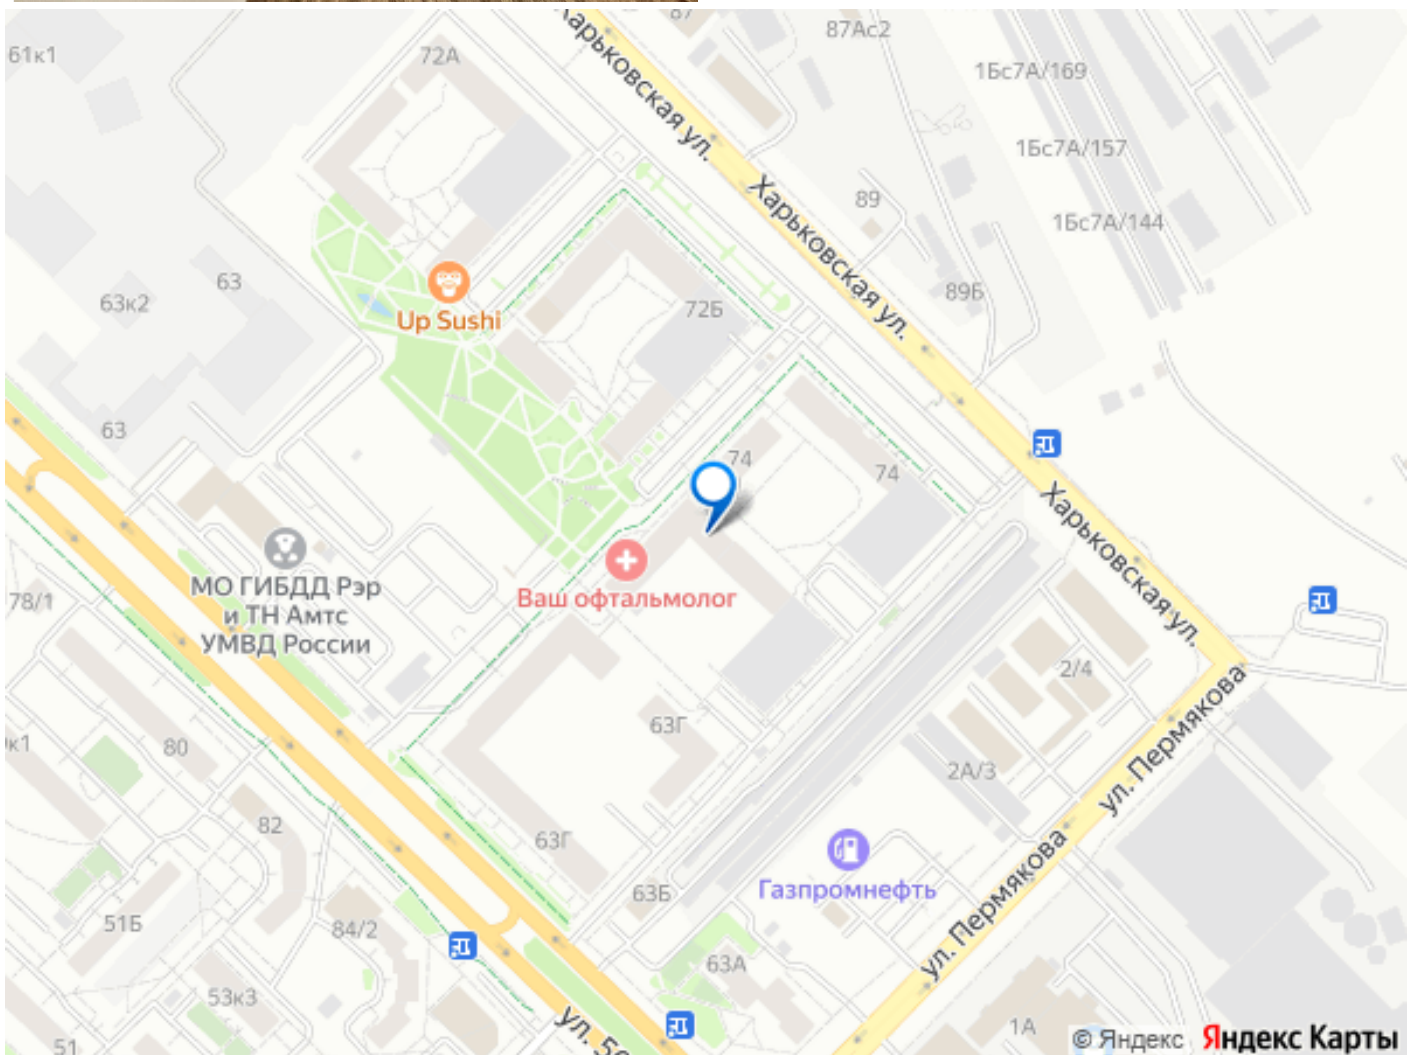 61к1
72А
87
87Ас2
1Бс7А/169
Харьковская ул.
1Бс7А/157
89
1Бс7А/144
Харьковская ул.
63
63к2
72Б
89Б
Up Sushi
63
74
74
Харьковская ул.
МО ГИБДД Рэр
и ТН Амтс
УМВД России
Ваш офтальмолог
78/1
2/4
63Г
80
2А/3
ул. Пермякова
82
63Г
Газпромнефть
63Б
51Б
84/2
ул. Пермякова
63А
53к3
1А
51
© Яндекс Яндекс Карты